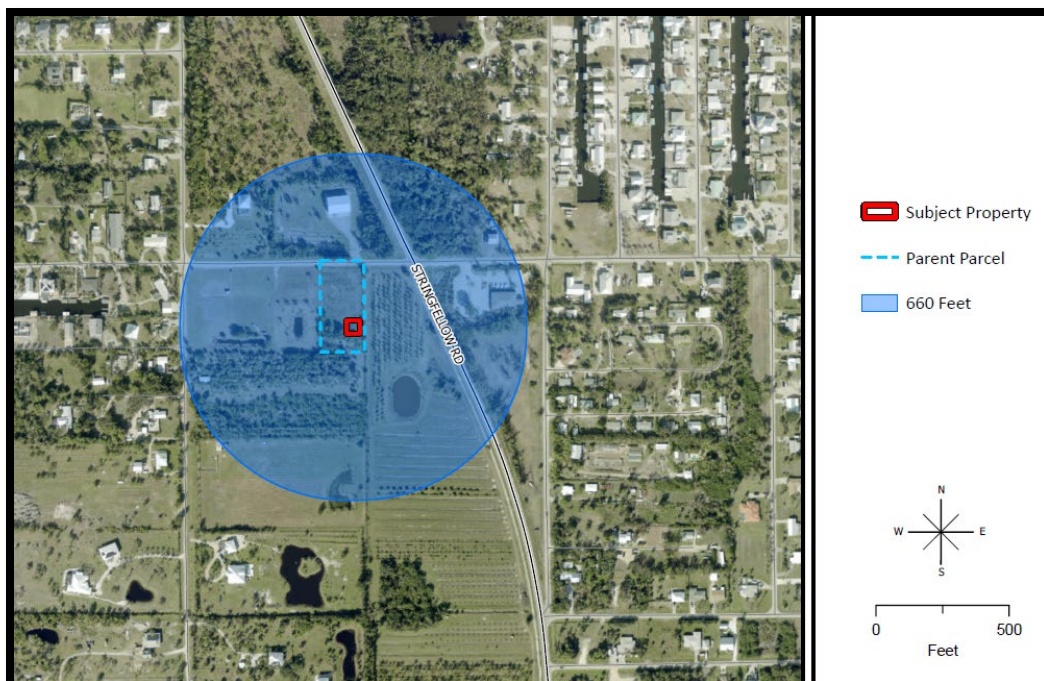 STRINGFELLOW RD
Subject Property
Parent Parcel
660 Feet
N
W E
S
0 500
Feet